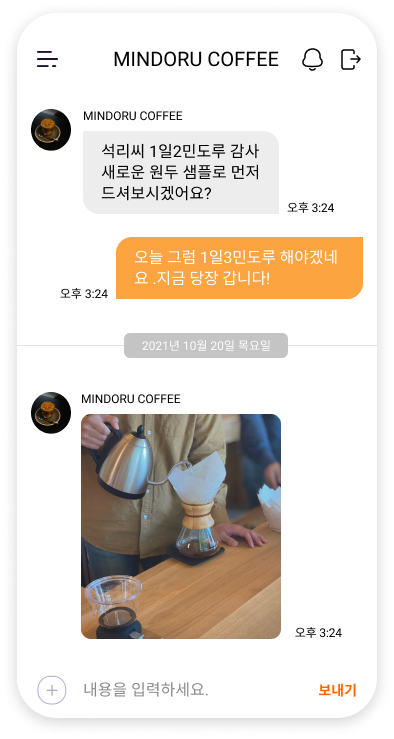 MINDORU COFFEE
MINDORU COFFEE
석리씨 1일2민도루 감사
새로운 원두 샘플로 먼저
드셔보시겠어요?
오후 3:24
오늘 그럼 1일3민도루 해야겠네
요 .지금 당장 갑니다!
오후 3:24
2021년 10월 20일 목요일
MINDORU COFFEE
오후 3:24
내용을 입력하세요.
보내기